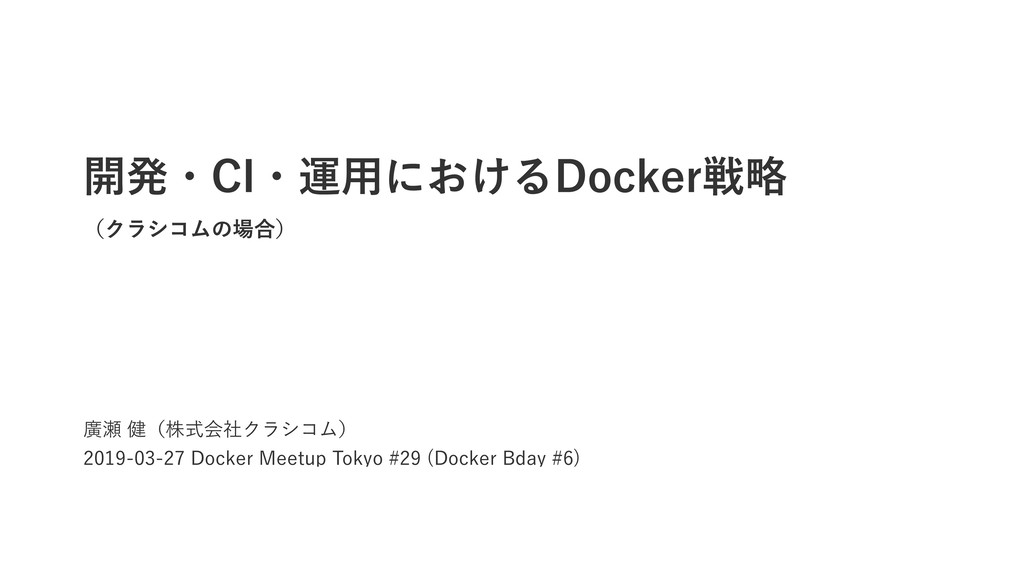 開発・CI・運用におけるDocker戦略
（クラシコムの場合）
廣瀬 健（株式会社クラシコム）
2019-03-27 Docker Meetup Tokyo #29 (Docker Bday #6)